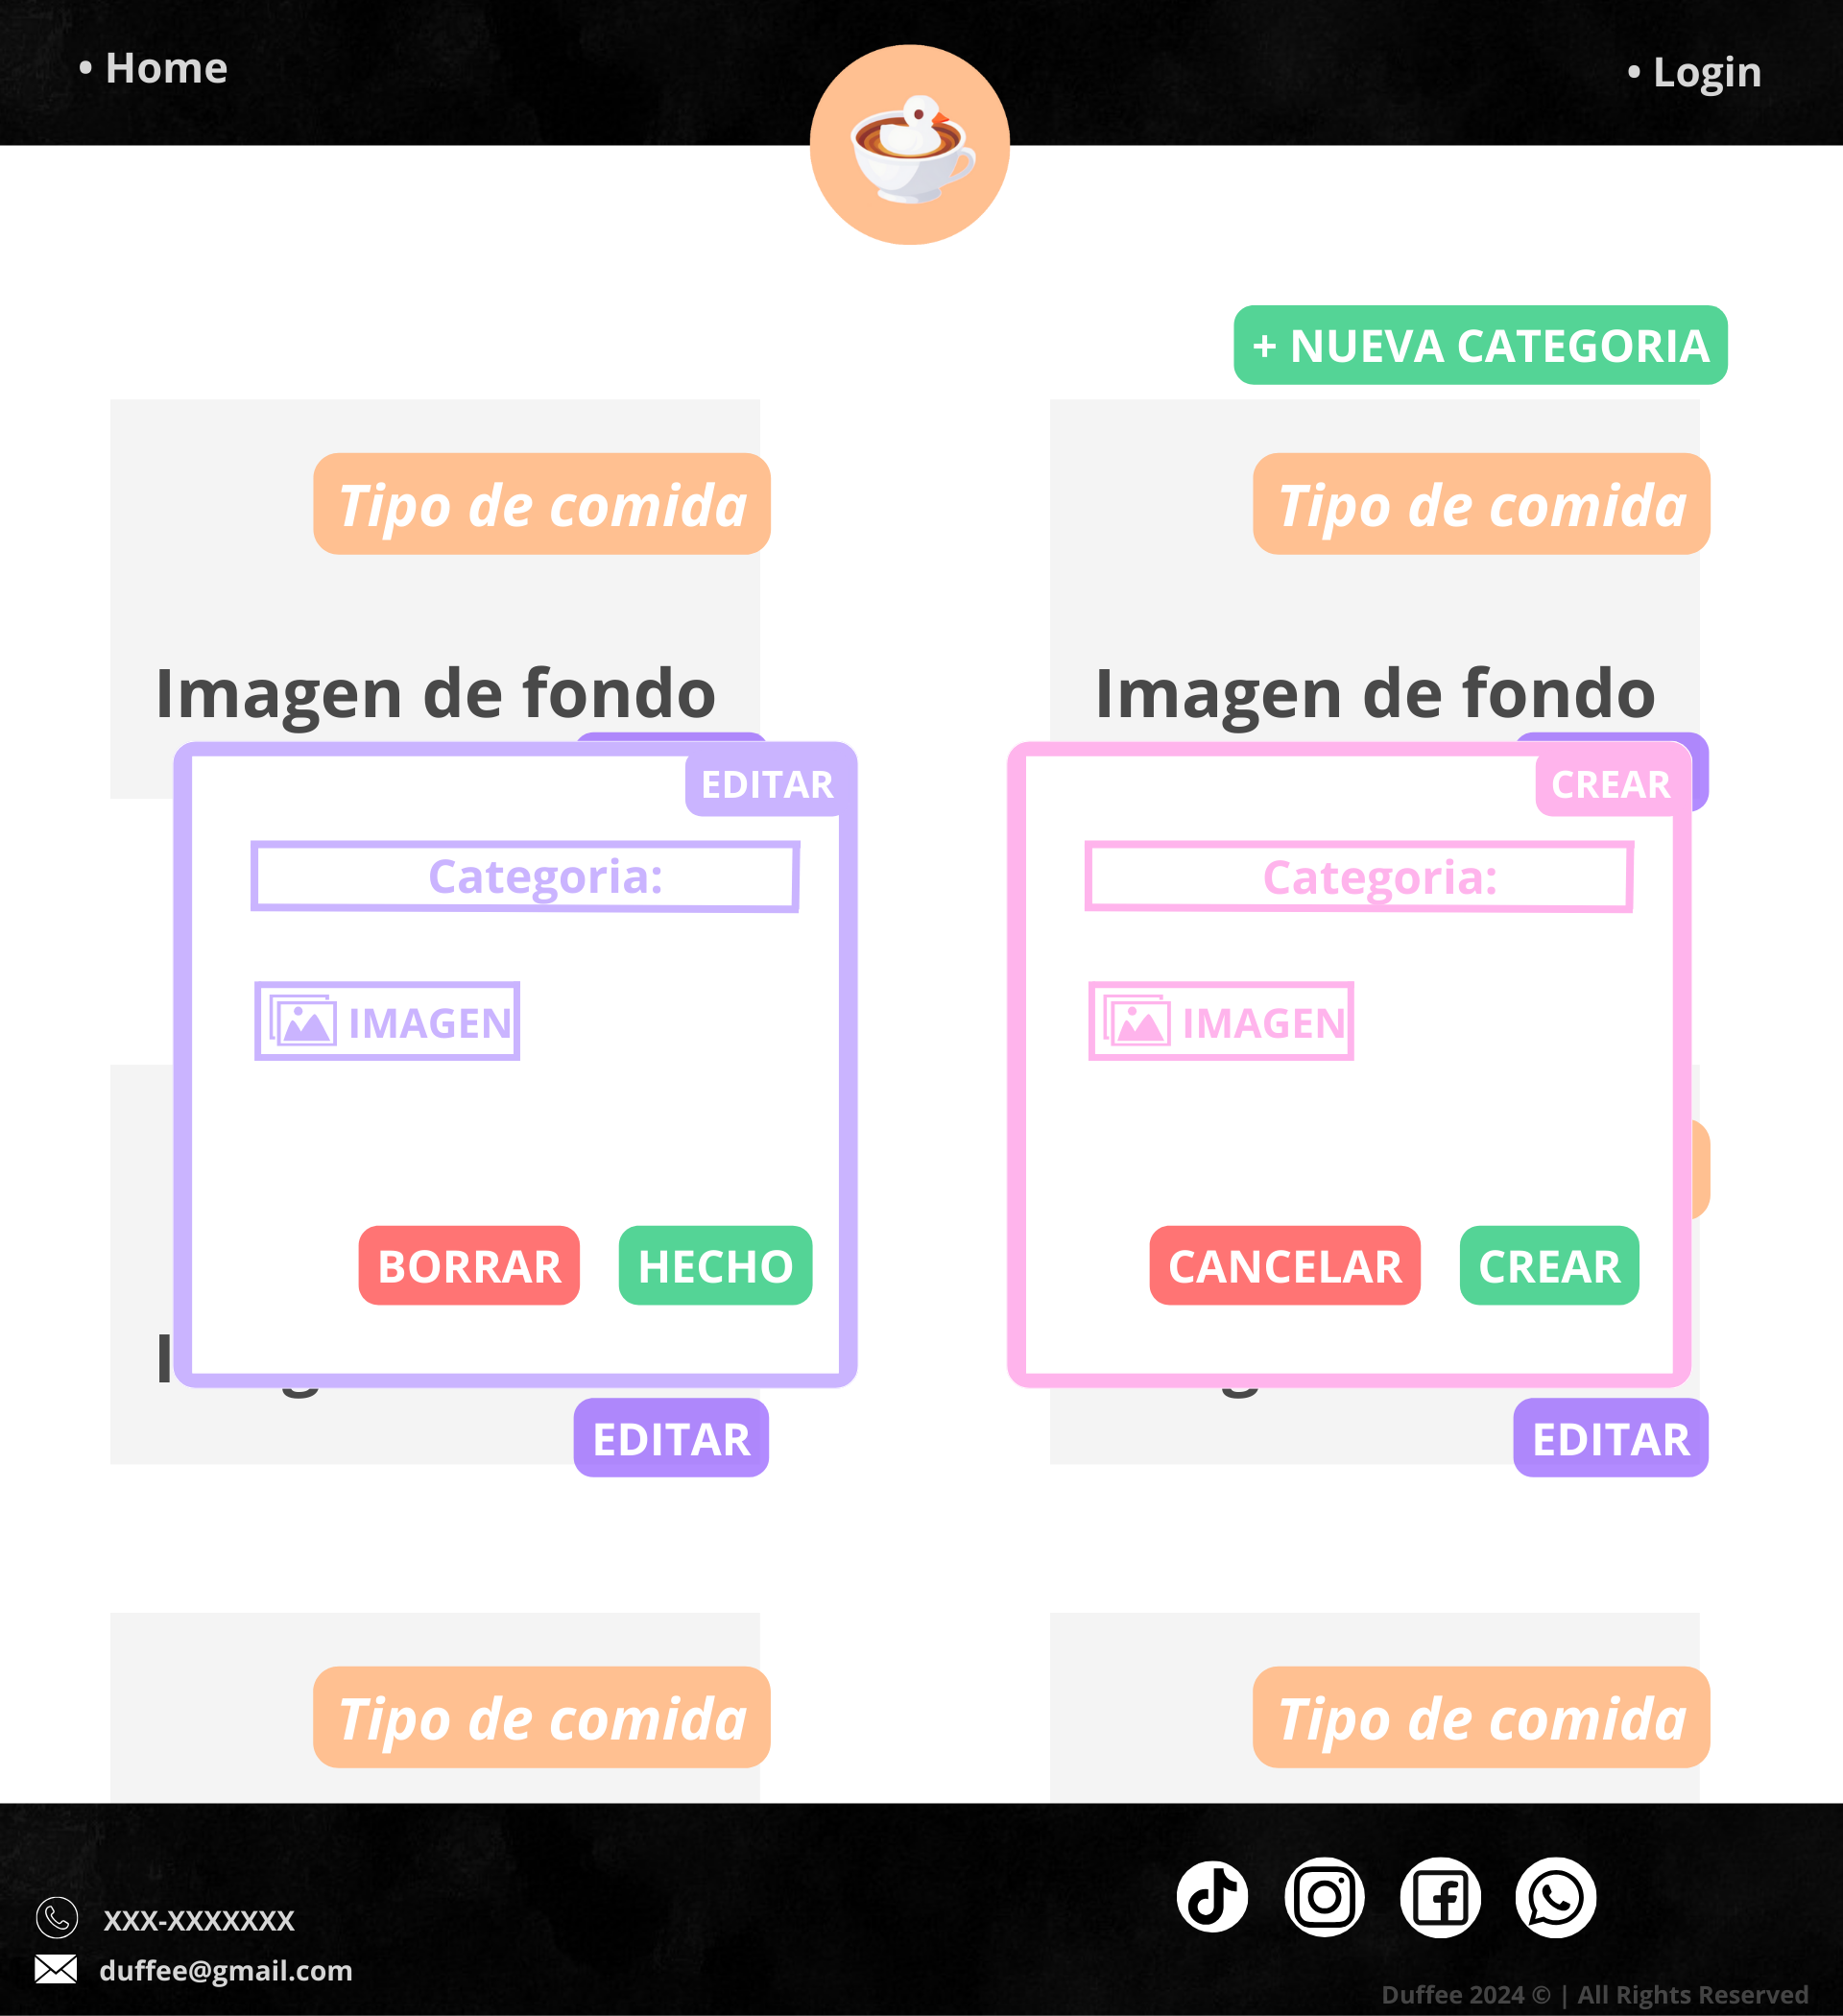 • Home
• Login
+ NUEVA CATEGORIA
Tipo de comida
Tipo de comida
Imagen de fondo
Imagen de fondo
EDITAR
Categoria:
IMAGEN
BORRAR
HECHO
CREAR
Categoria:
IMAGEN
CANCELAR
CREAR
EDITAR
EDITAR
Tipo de comida
Tipo de comida
XXX-XXXXXXX
duffee@gmail.com
Duffee 2024 © | All Rights Reserved